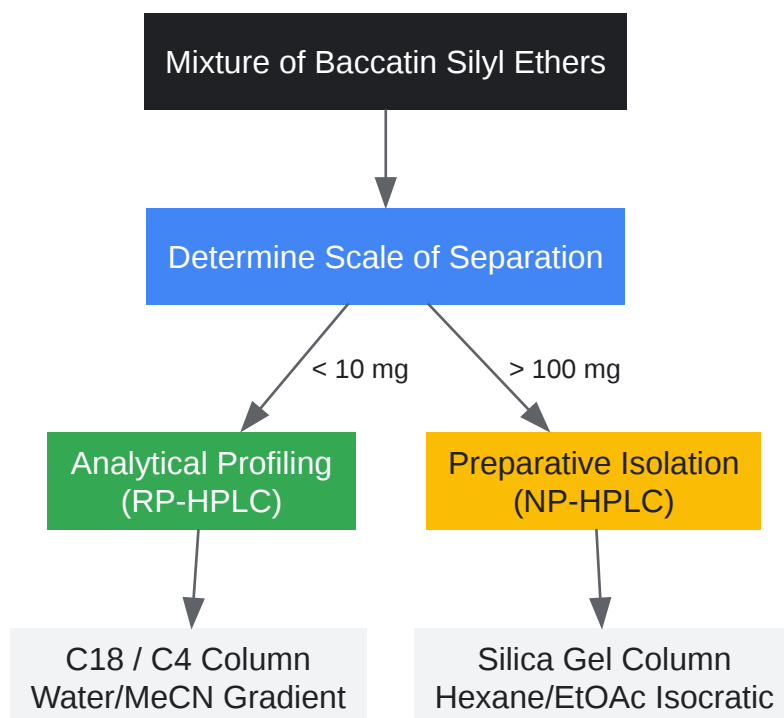 Mixture of Baccatin Silyl Ethers
Determine Scale of Separation
< 10 mg
> 100 mg
Analytical Profiling
(RP-HPLC)
Preparative Isolation
(NP-HPLC)
C18 / C4 Column
Water/MeCN Gradient
Silica Gel Column
Hexane/EtOAc Isocratic